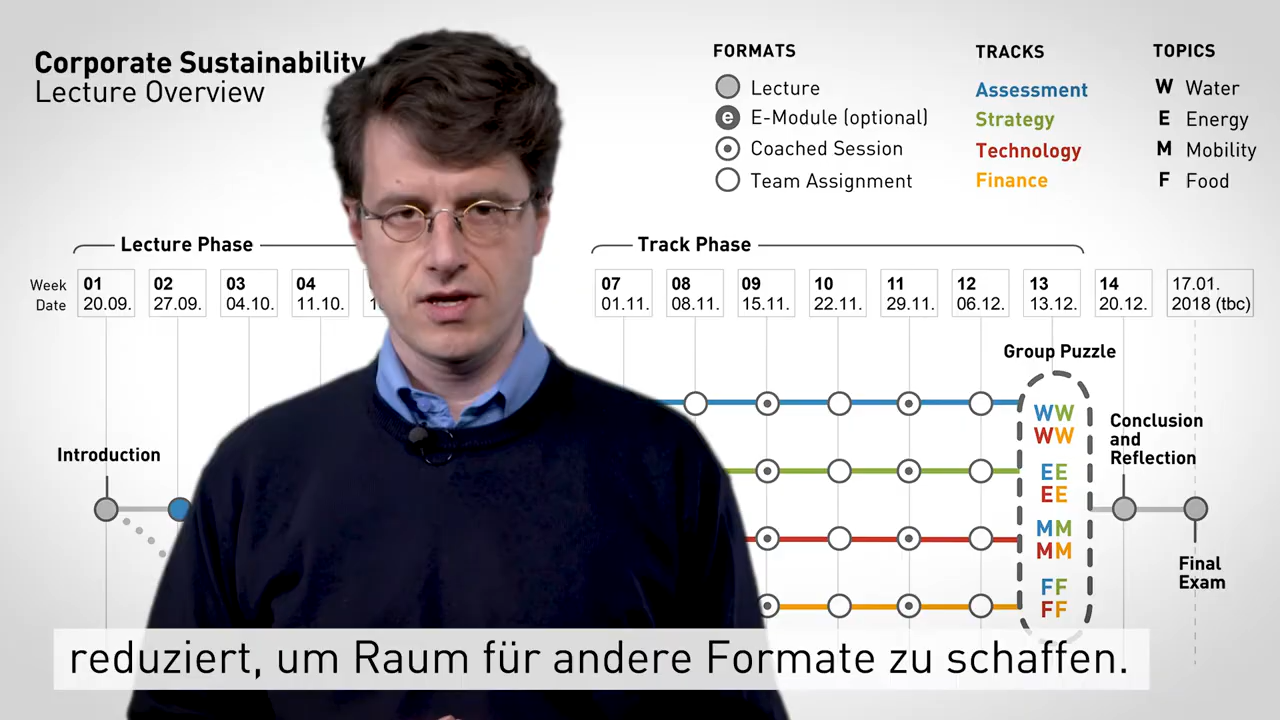 Corporate Sustainability
Lecture Overview
FORMATS
Lecture
e E-Module (optional)
Coached Session
Team Assignment
TRACKS
Assessment
Strategy
Technology
Finance
TOPICS
W Water
E Energy
M Mobility
F Food
Lecture Phase
Track Phase
Week 01 02 03 04 07 08 09 10 11 12 13 14 17.01.
Date 20.09. 27.09. 04.10. 11.10. 01.11. 08.11. 15.11. 22.11. 29.11. 06.12. 13.12. 20.12. 2018 (tbc)
Group Puzzle
WW
WW
EE
EE
MM
MM
FF
FF
Introduction
Conclusion
and
Reflection
Final
Exam
reduziert, um Raum für andere Formate zu schaffen.